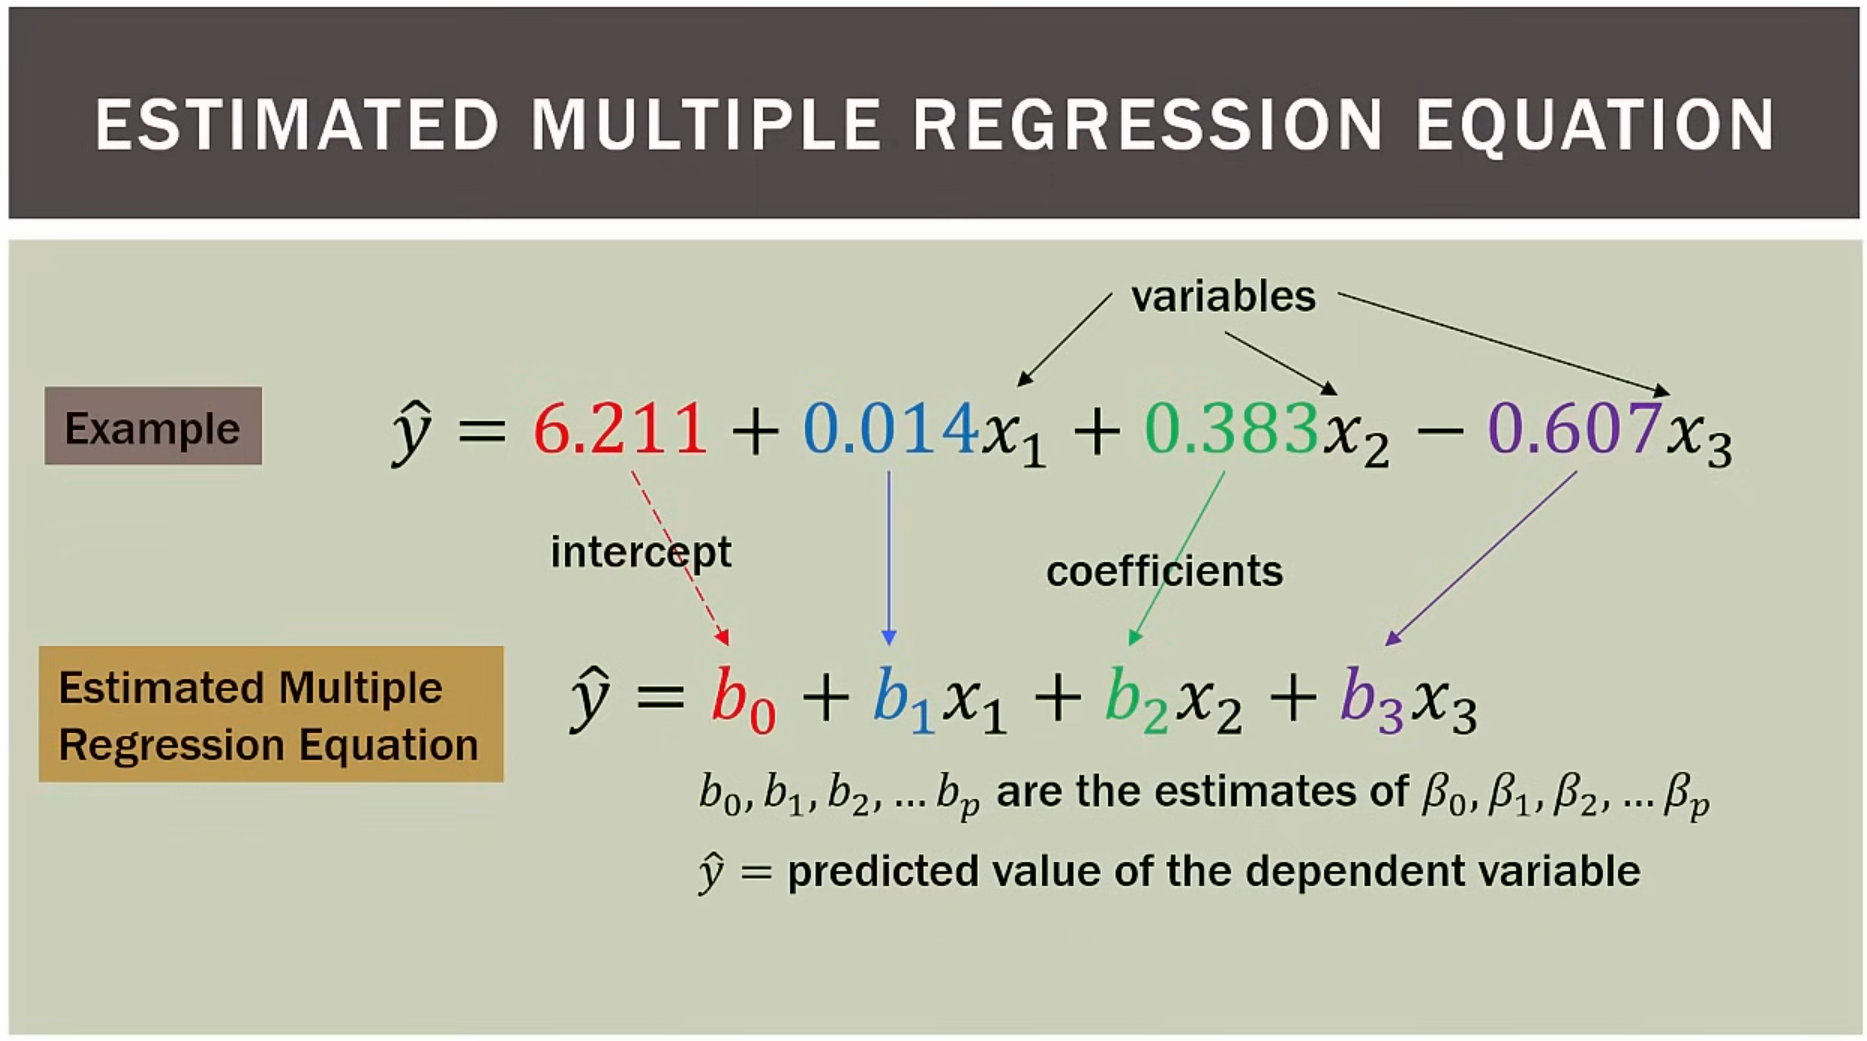 ESTIMATED MULTIPLE REGRESSION EQUATION
variables
Example
ŷ = 6.211 + 0.014x₁ + 0.383x₂ − 0.607x₃
intercept
coefficients
Estimated Multiple
Regression Equation
ŷ = b₀ + b₁x₁ + b₂x₂ + b₃x₃
b₀, b₁, b₂, … bₚ are the estimates of β₀, β₁, β₂, … βₚ
ŷ = predicted value of the dependent variable